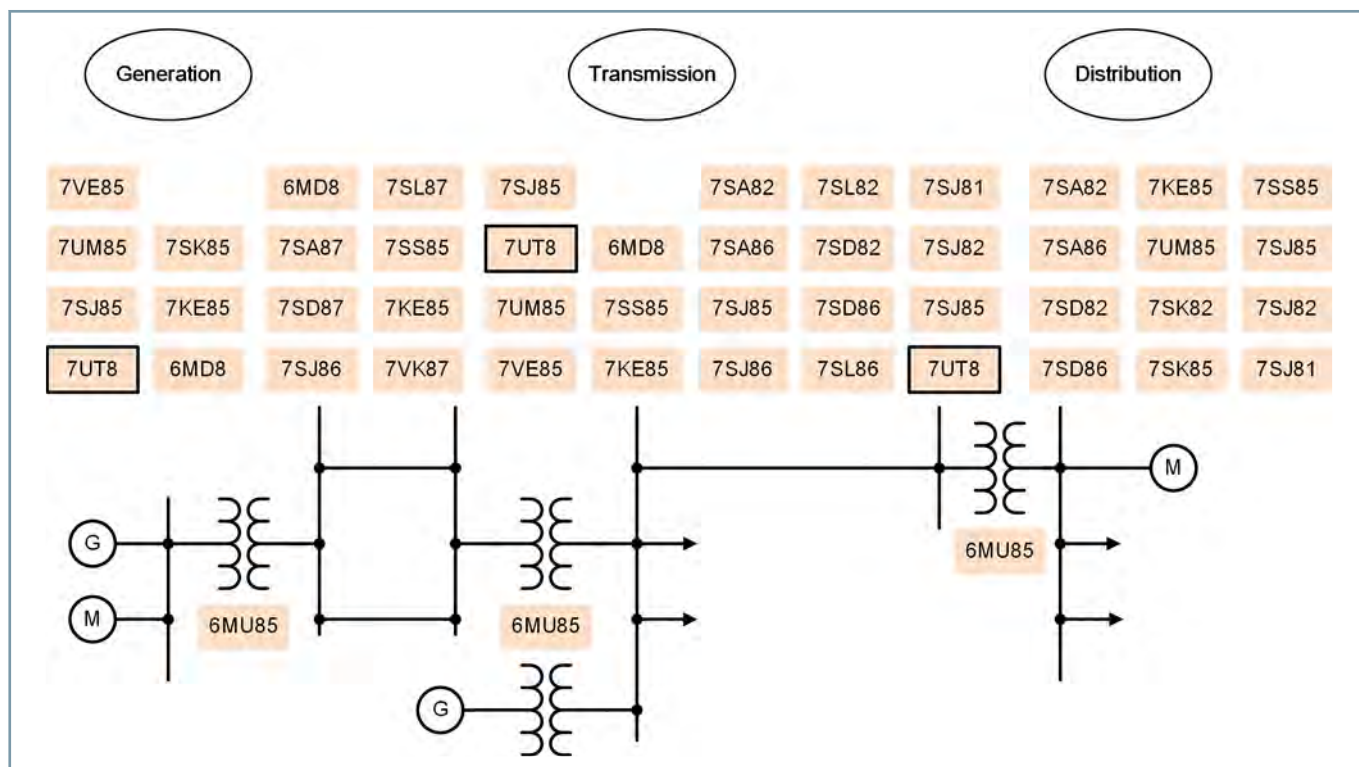 Generation Transmission Distribution
7VE85 6MD8 7SL87 7SJ85 7SA82 7SL82 7SJ81 7SA82 7KE85 7SS85
7UM85 7SK85 7SA87 7SS85 7UT8 6MD8 7SA86 7SD82 7SJ82 7SA86 7UM85 7SJ85
7SJ85 7KE85 7SD87 7KE85 7UM85 7SS85 7SJ85 7SD86 7SJ85 7SD82 7SK82 7SJ82
7UT8 6MD8 7SJ86 7VK87 7VE85 7KE85 7SJ86 7SL86 7UT8 7SD86 7SK85 7SJ81
M
G
6MU85
M
6MU85 6MU85
G